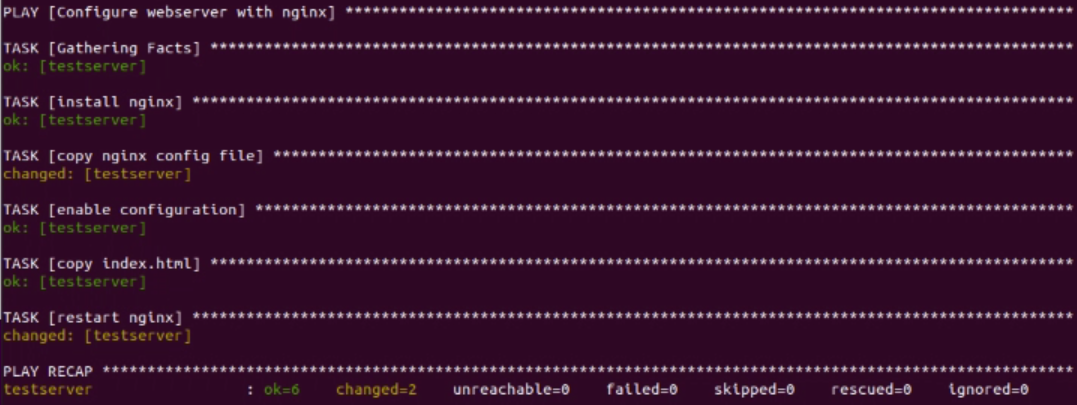 PLAY [Configure webserver with nginx] *********************************************************************************
TASK [Gathering Facts] ************************************************************************************************
ok: [testserver]
TASK [install nginx] **************************************************************************************************
ok: [testserver]
TASK [copy nginx config file] *****************************************************************************************
changed: [testserver]
TASK [enable configuration] *******************************************************************************************
ok: [testserver]
TASK [copy index.html] ************************************************************************************************
ok: [testserver]
TASK [restart nginx] **************************************************************************************************
changed: [testserver]
PLAY RECAP ************************************************************************************************************
testserver                 : ok=6    changed=2    unreachable=0    failed=0    skipped=0    rescued=0    ignored=0